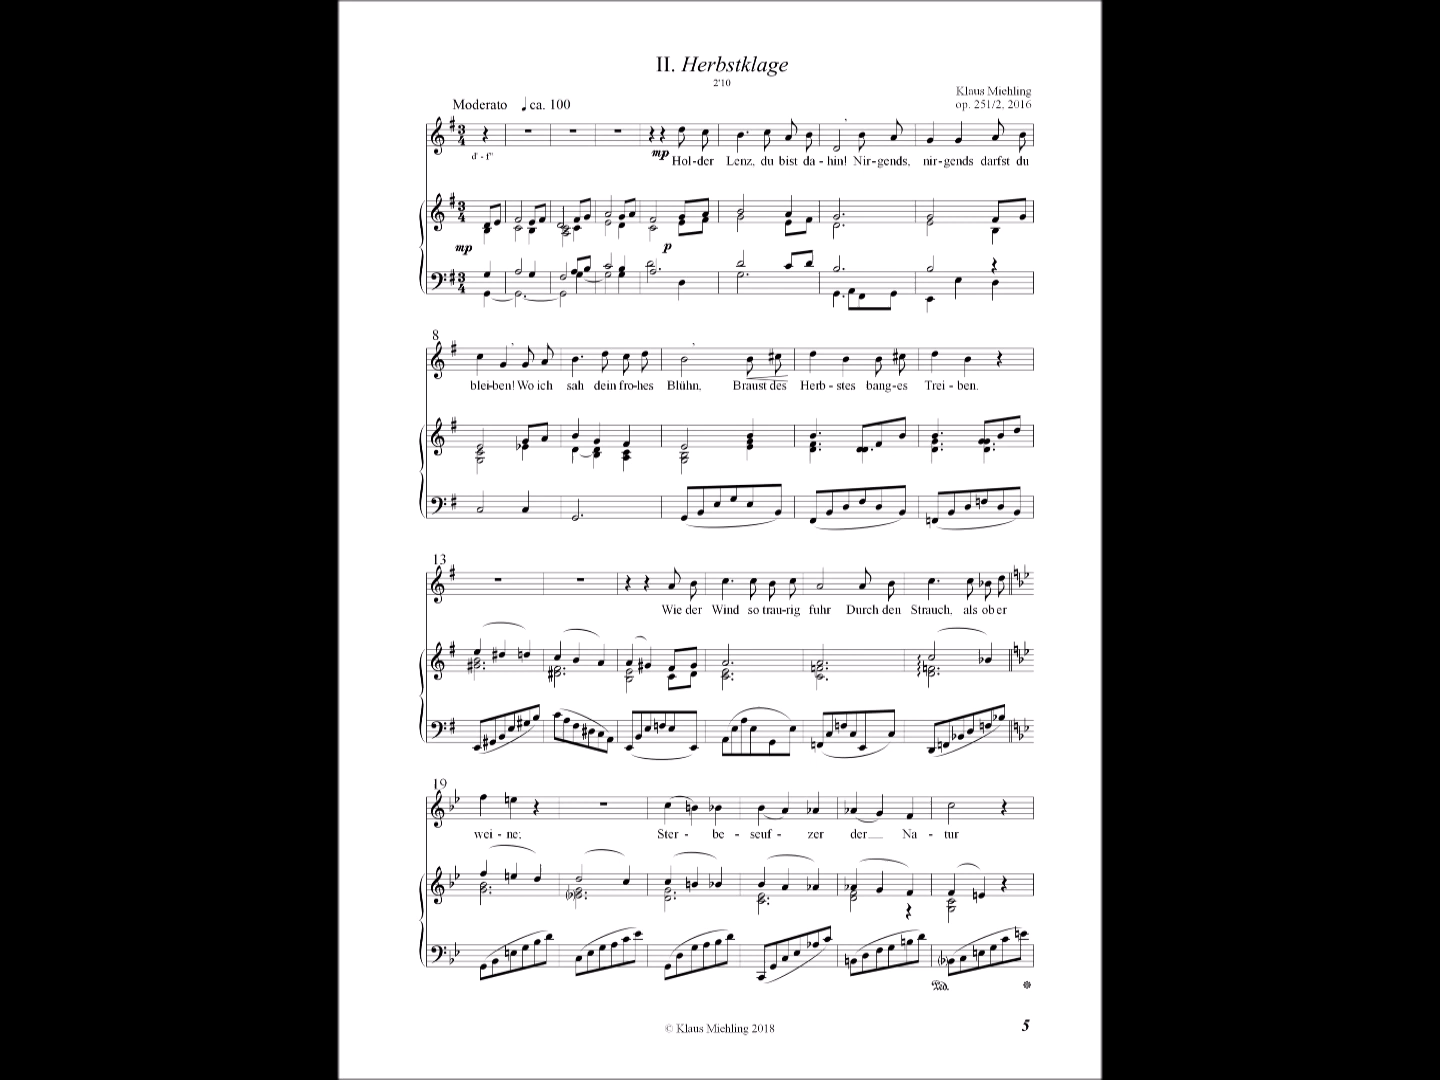 II. Herbstklage
2'10
Klaus Miehling
op. 251/2, 2016
Moderato ca. 100
3 4
d' - f''
mp
Hol-der Lenz, du bist da-hin! Nir-gends, nir-gends darfst du
mp
p
8
blei-ben! Wo ich sah dein fro-hes Blühn, Braust des Herb-stes bang-es Trei-ben.
13
Wie der Wind so trau-rig fuhr Durch den Strauch, als ob er
19
wei-ne; Ster-be-seuf-zer der Na-tur
Ped.
© Klaus Miehling 2018
5